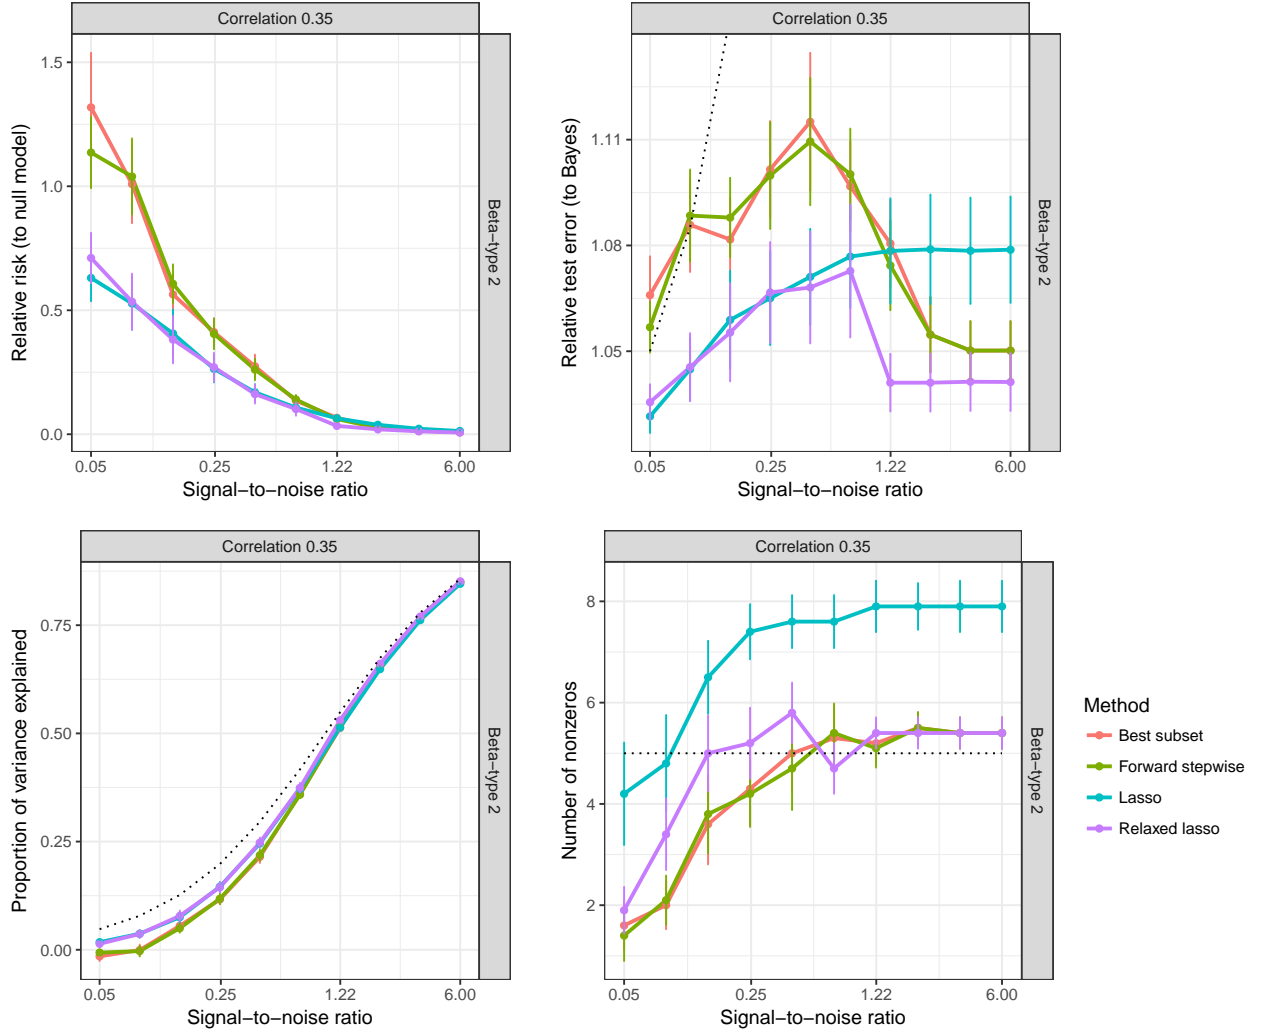 Correlation 0.35
Relative risk (to null model)
1.5
1.0
0.5
0.0
Beta−type 2
0.05
0.25
1.22
6.00
Signal−to−noise ratio
Correlation 0.35
Relative test error (to Bayes)
1.11
1.08
1.05
Beta−type 2
0.05
0.25
1.22
6.00
Signal−to−noise ratio
Correlation 0.35
Proportion of variance explained
0.75
0.50
0.25
0.00
Beta−type 2
0.05
0.25
1.22
6.00
Signal−to−noise ratio
Correlation 0.35
Number of nonzeros
8
6
4
2
Beta−type 2
0.05
0.25
1.22
6.00
Signal−to−noise ratio
Method
Best subset
Forward stepwise
Lasso
Relaxed lasso